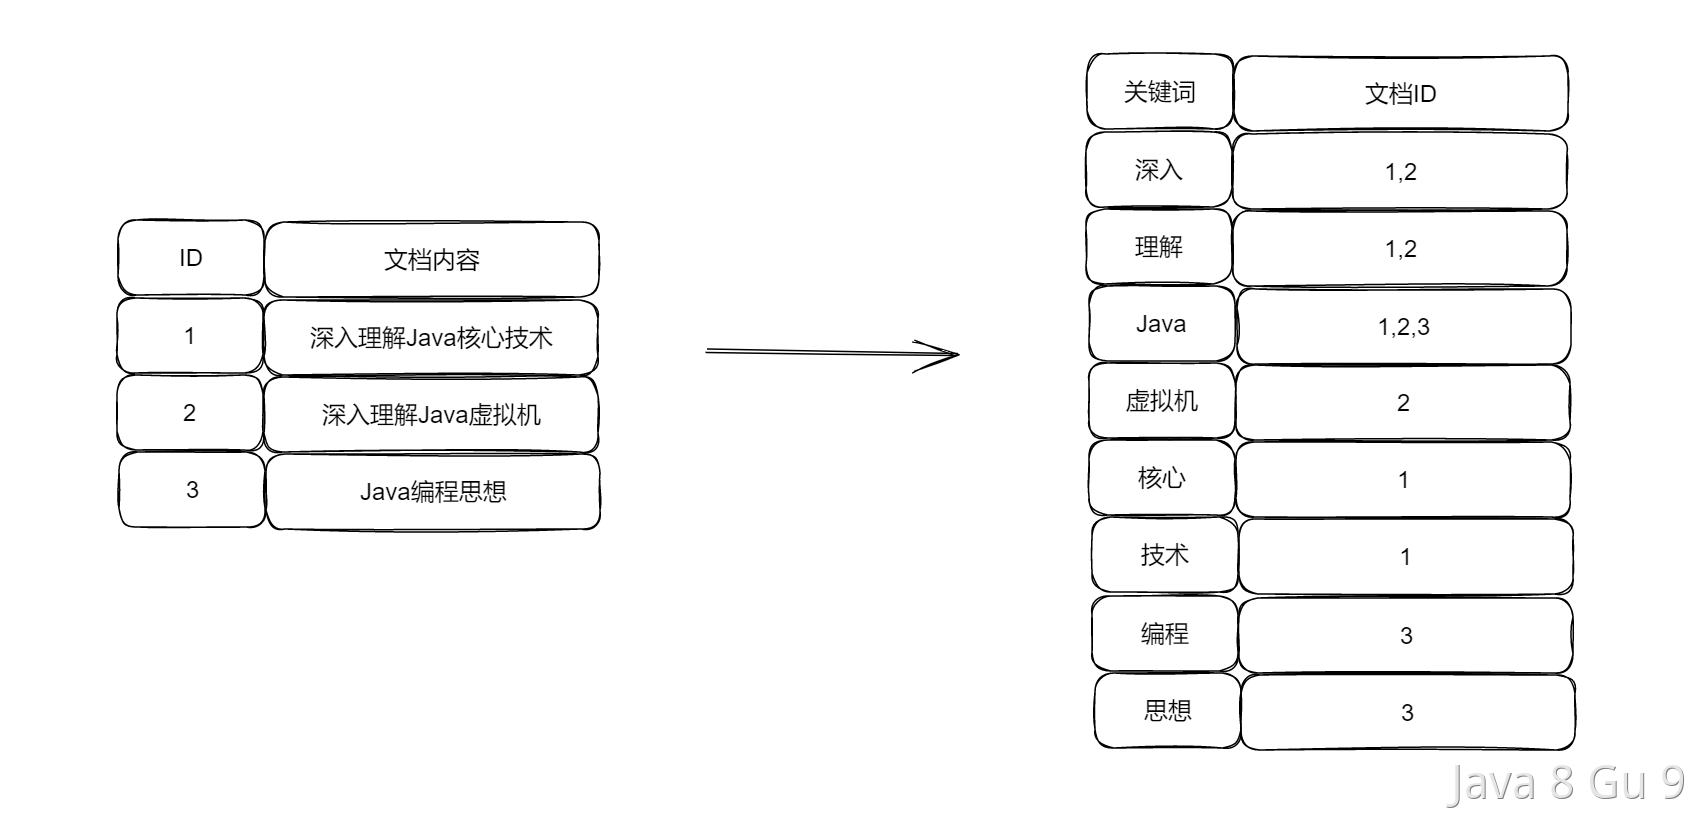 ID 文档内容
1 深入理解Java核心技术
2 深入理解Java虚拟机
3 Java编程思想
关键词 文档ID
深入 1,2
理解 1,2
Java 1,2,3
虚拟机 2
核心 1
技术 1
编程 3
思想 3
Java 8 Gu 9